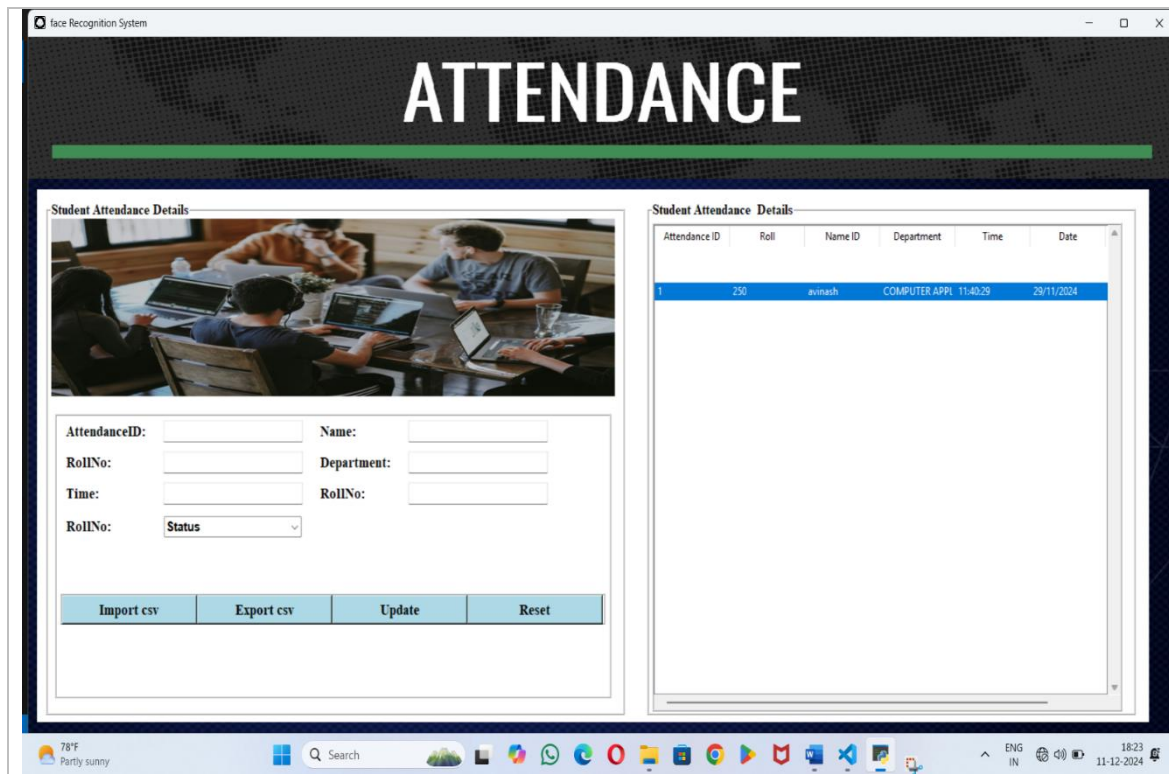 face Recognition System
ATTENDANCE
Student Attendance Details
AttendanceID:
Name:
RollNo:
Department:
Time:
RollNo:
RollNo:
Status
Import csv
Export csv
Update
Reset
Student Attendance Details
Attendance ID Roll Name ID Department Time Date
1 250 avinash COMPUTER APPL 11:40:29 29/11/2024
78°F
Partly sunny
Search
ENG
IN
18:23
11-12-2024